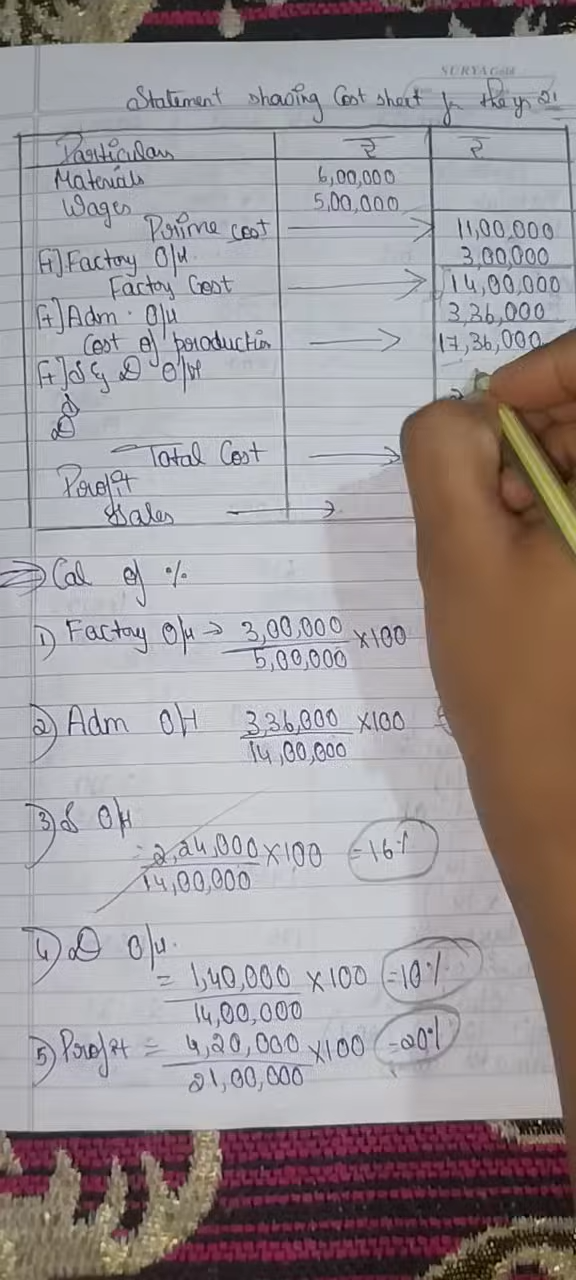 SURYA Gold
Statement showing Cost sheet for the yr 21
Particulars ₹ ₹
Materials 6,00,000
Wages 5,00,000
Prime cost → 11,00,000
[+] Factory O/H. 3,00,000
Factory Cost → 14,00,000
[+] Adm. O/H 3,36,000
Cost of production → 17,36,000
[+] S & D O/H
S
D
Total Cost →
Profit
Sales →
⇒ Cal of %
1) Factory O/H → 3,00,000 / 5,00,000 ×100
2) Adm OH 3,36,000 / 14,00,000 ×100
3) S O/H
= 2,24,000 / 14,00,000 ×100 =16%
4) D O/H.
= 1,40,000 / 14,00,000 ×100 =10%
5) Profit = 4,20,000 / 21,00,000 ×100 =20%